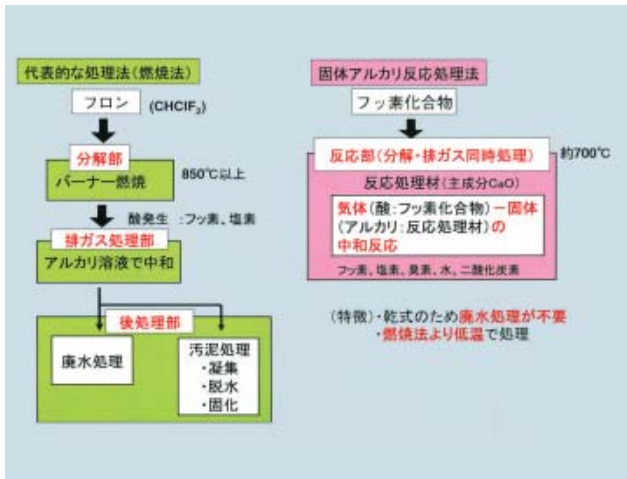 代表的な処理法(燃焼法)
フロン
(CHClF₂)
分解部
バーナー燃焼
850℃以上
酸発生 :フッ素、塩素
排ガス処理部
アルカリ溶液で中和
後処理部
廃水処理
汚泥処理
・凝集
・脱水
・固化
固体アルカリ反応処理法
フッ素化合物
反応部(分解・排ガス同時処理)
約700℃
反応処理材(主成分CaO)
気体(酸:フッ素化合物)ー固体
(アルカリ:反応処理材)の
中和反応
フッ素、塩素、臭素、水、二酸化炭素
(特徴)・乾式のため廃水処理が不要
・燃焼法より低温で処理